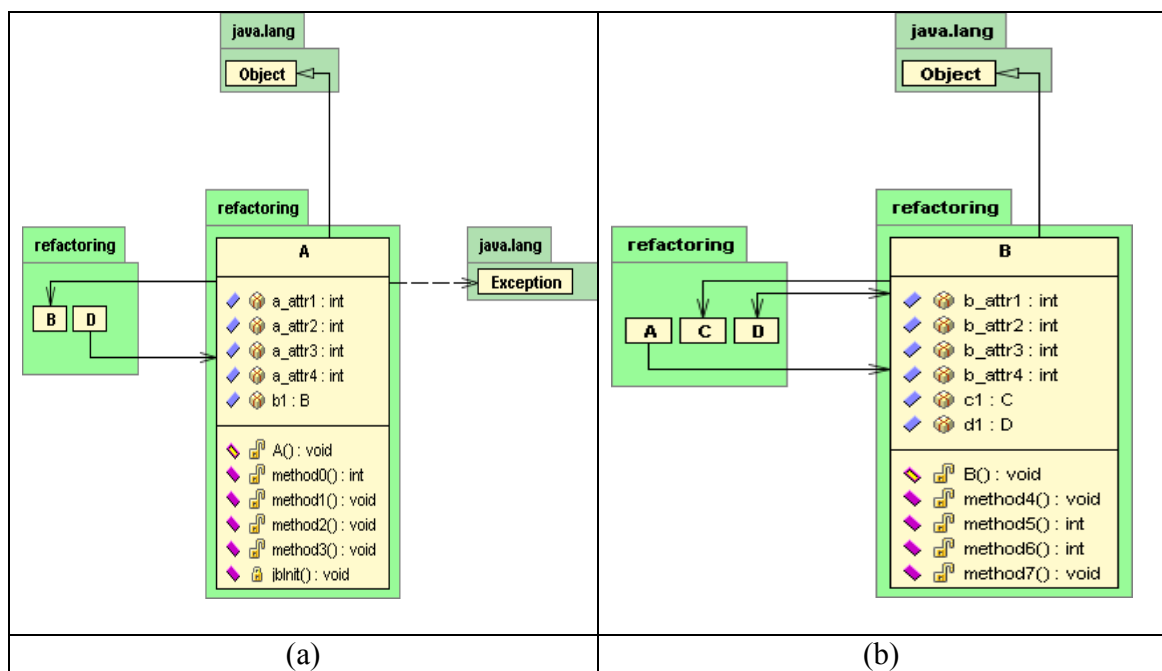 java.lang
Object
refactoring
refactoring
A
java.lang
Exception
B D
a_attr1 : int
a_attr2 : int
a_attr3 : int
a_attr4 : int
b1 : B
A() : void
method0() : int
method1() : void
method2() : void
method3() : void
jbInit() : void
(a)
java.lang
Object
refactoring
refactoring
B
A C D
b_attr1 : int
b_attr2 : int
b_attr3 : int
b_attr4 : int
c1 : C
d1 : D
B() : void
method4() : void
method5() : int
method6() : int
method7() : void
(b)